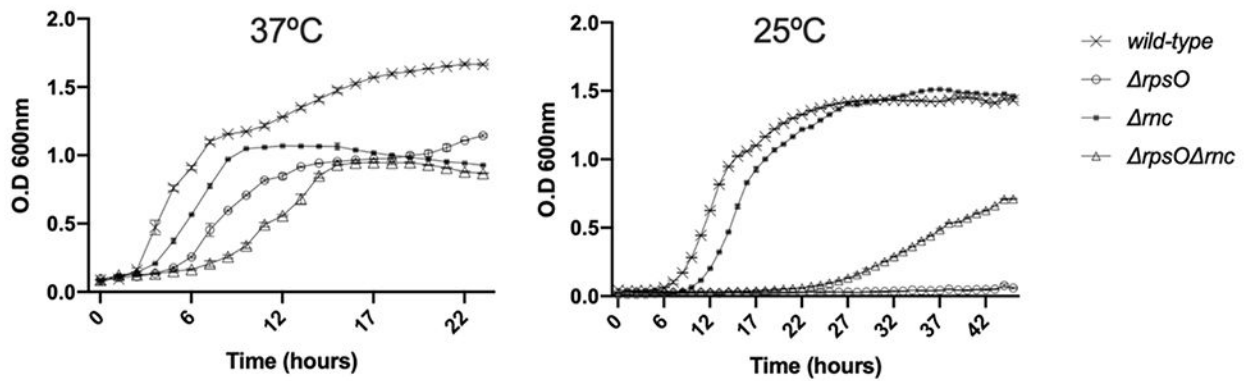 37ºC
2.0
1.5
1.0
0.5
0.0
O.D 600nm
0
6
12
17
22
Time (hours)
25ºC
2.0
1.5
1.0
0.5
0.0
O.D 600nm
0
6
12
17
22
27
32
37
42
Time (hours)
wild-type
ΔrpsO
Δrnc
ΔrpsOΔrnc